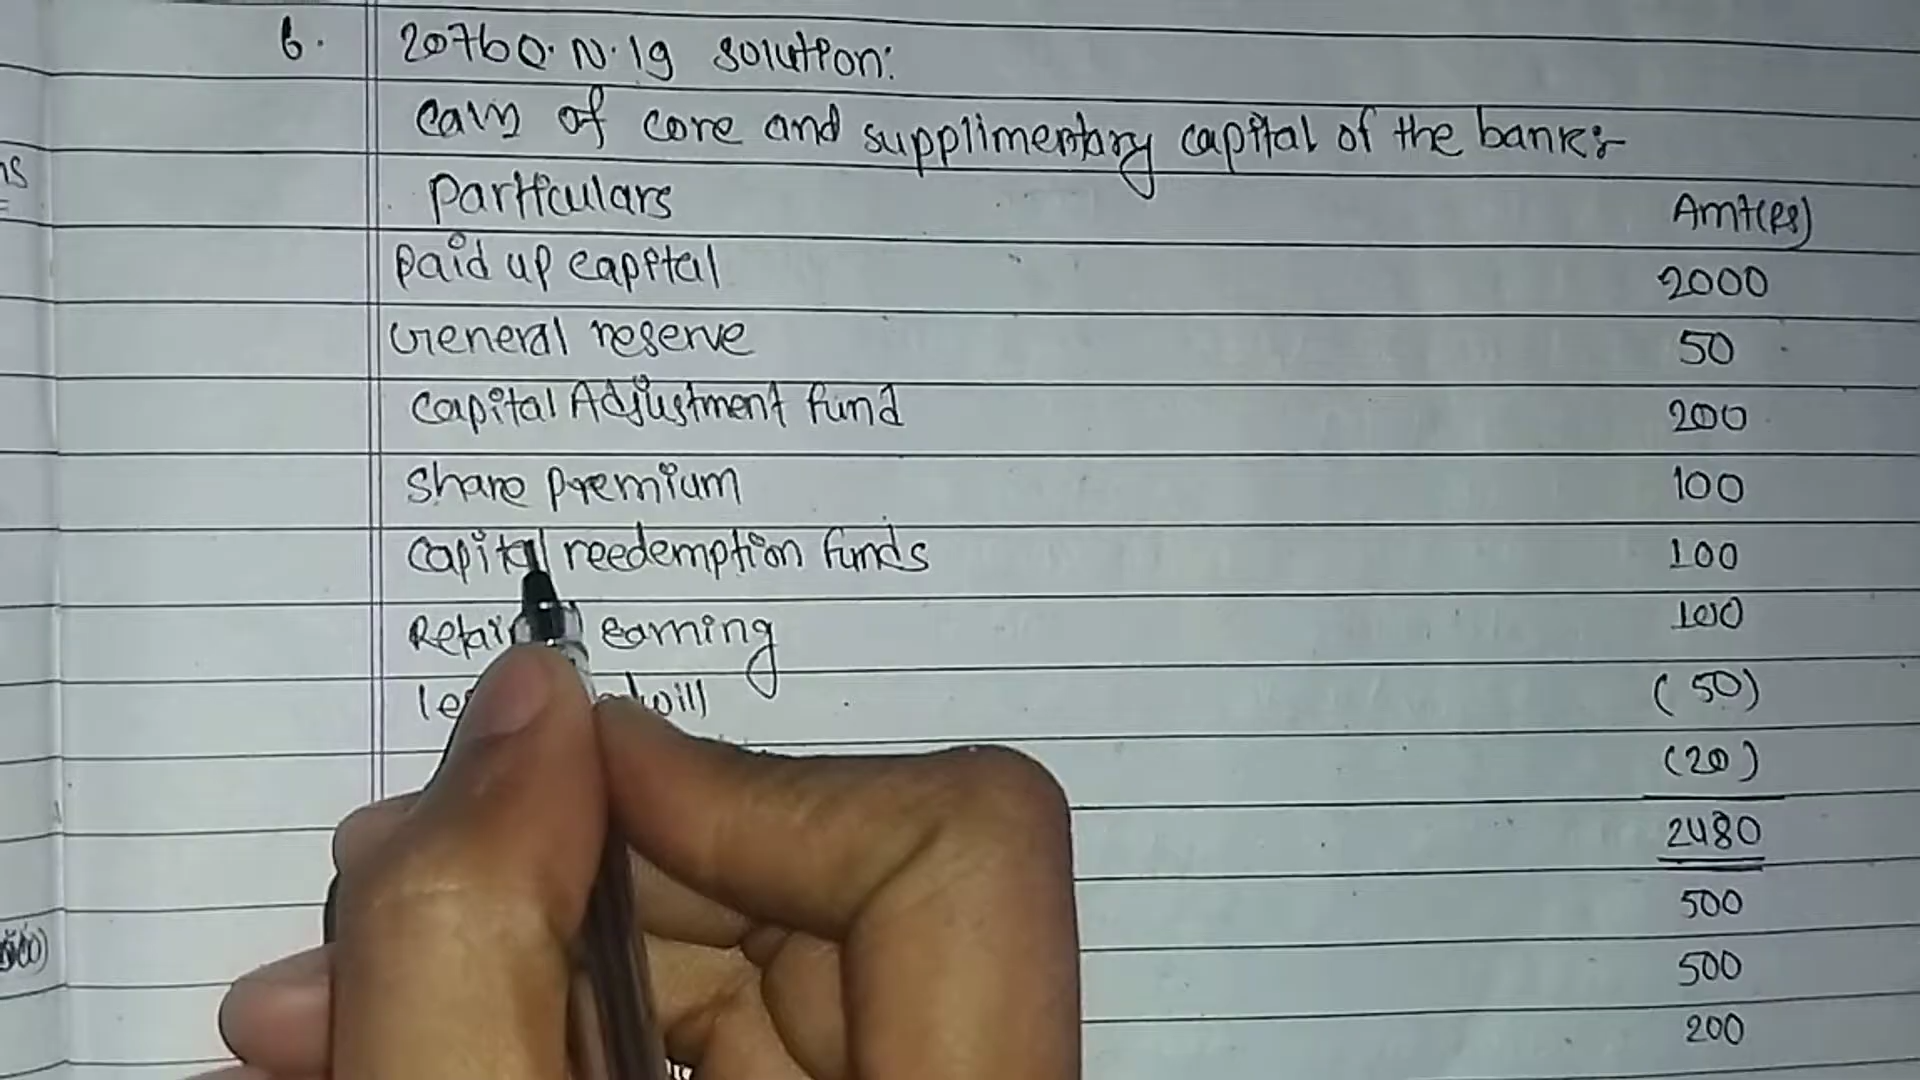 6. 2076 Q.N.19 solution:
Caln of core and supplimentary capital of the bank:-
particulars Amt(Rs)
paid up capital 2000
General reserve 50
capital Adjustment fund 200
share premium 100
capital reedemption funds 100
earning 100
(50)
(20)
2480
500
500
200